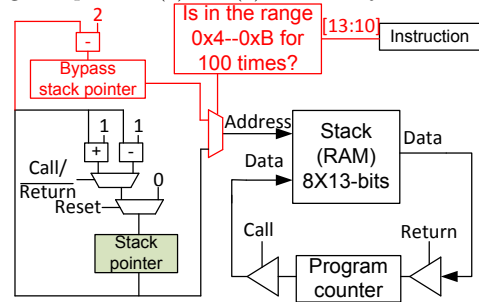 Is in the range
0x4--0xB for
100 times?
[13:10]
Instruction
2
-
Bypass
stack pointer
1
1
+
-
Call/
Return
0
Reset
Stack
pointer
Address
Data
Stack
(RAM)
8X13-bits
Data
Call
Return
Program
counter